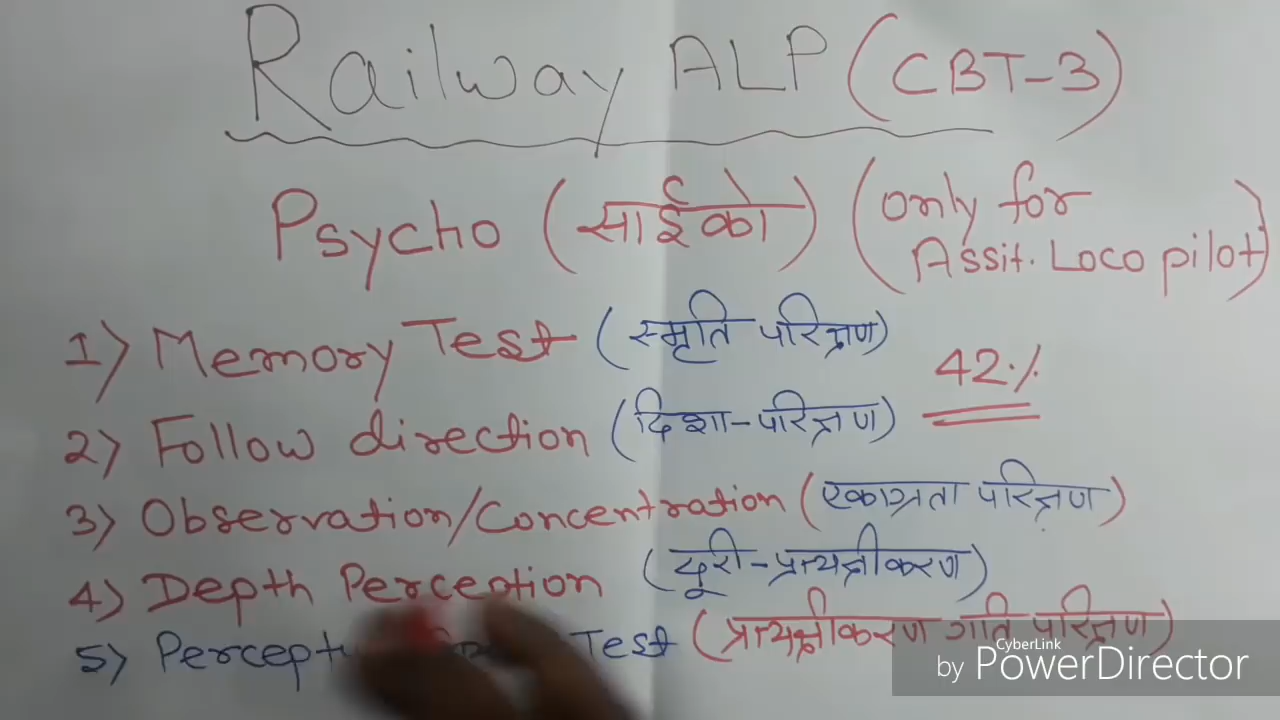 Railway ALP (CBT-3)
Psycho (साईको) (only for
Assit. Loco pilot)
1) Memory Test (स्मृति परिक्षण)
42%
2) Follow direction (दिशा-परिक्षण)
3) Observation/Concentration (एकाग्रता परिक्षण)
4) Depth Perception (दूरी-प्रत्यक्षीकरण)
5) Test (प्रत्यक्षीकरण गति परिक्षण)
CyberLink
by PowerDirector